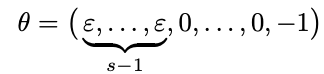 θ = (ε, . . . , ε, 0, . . . , 0, −1)
s−1